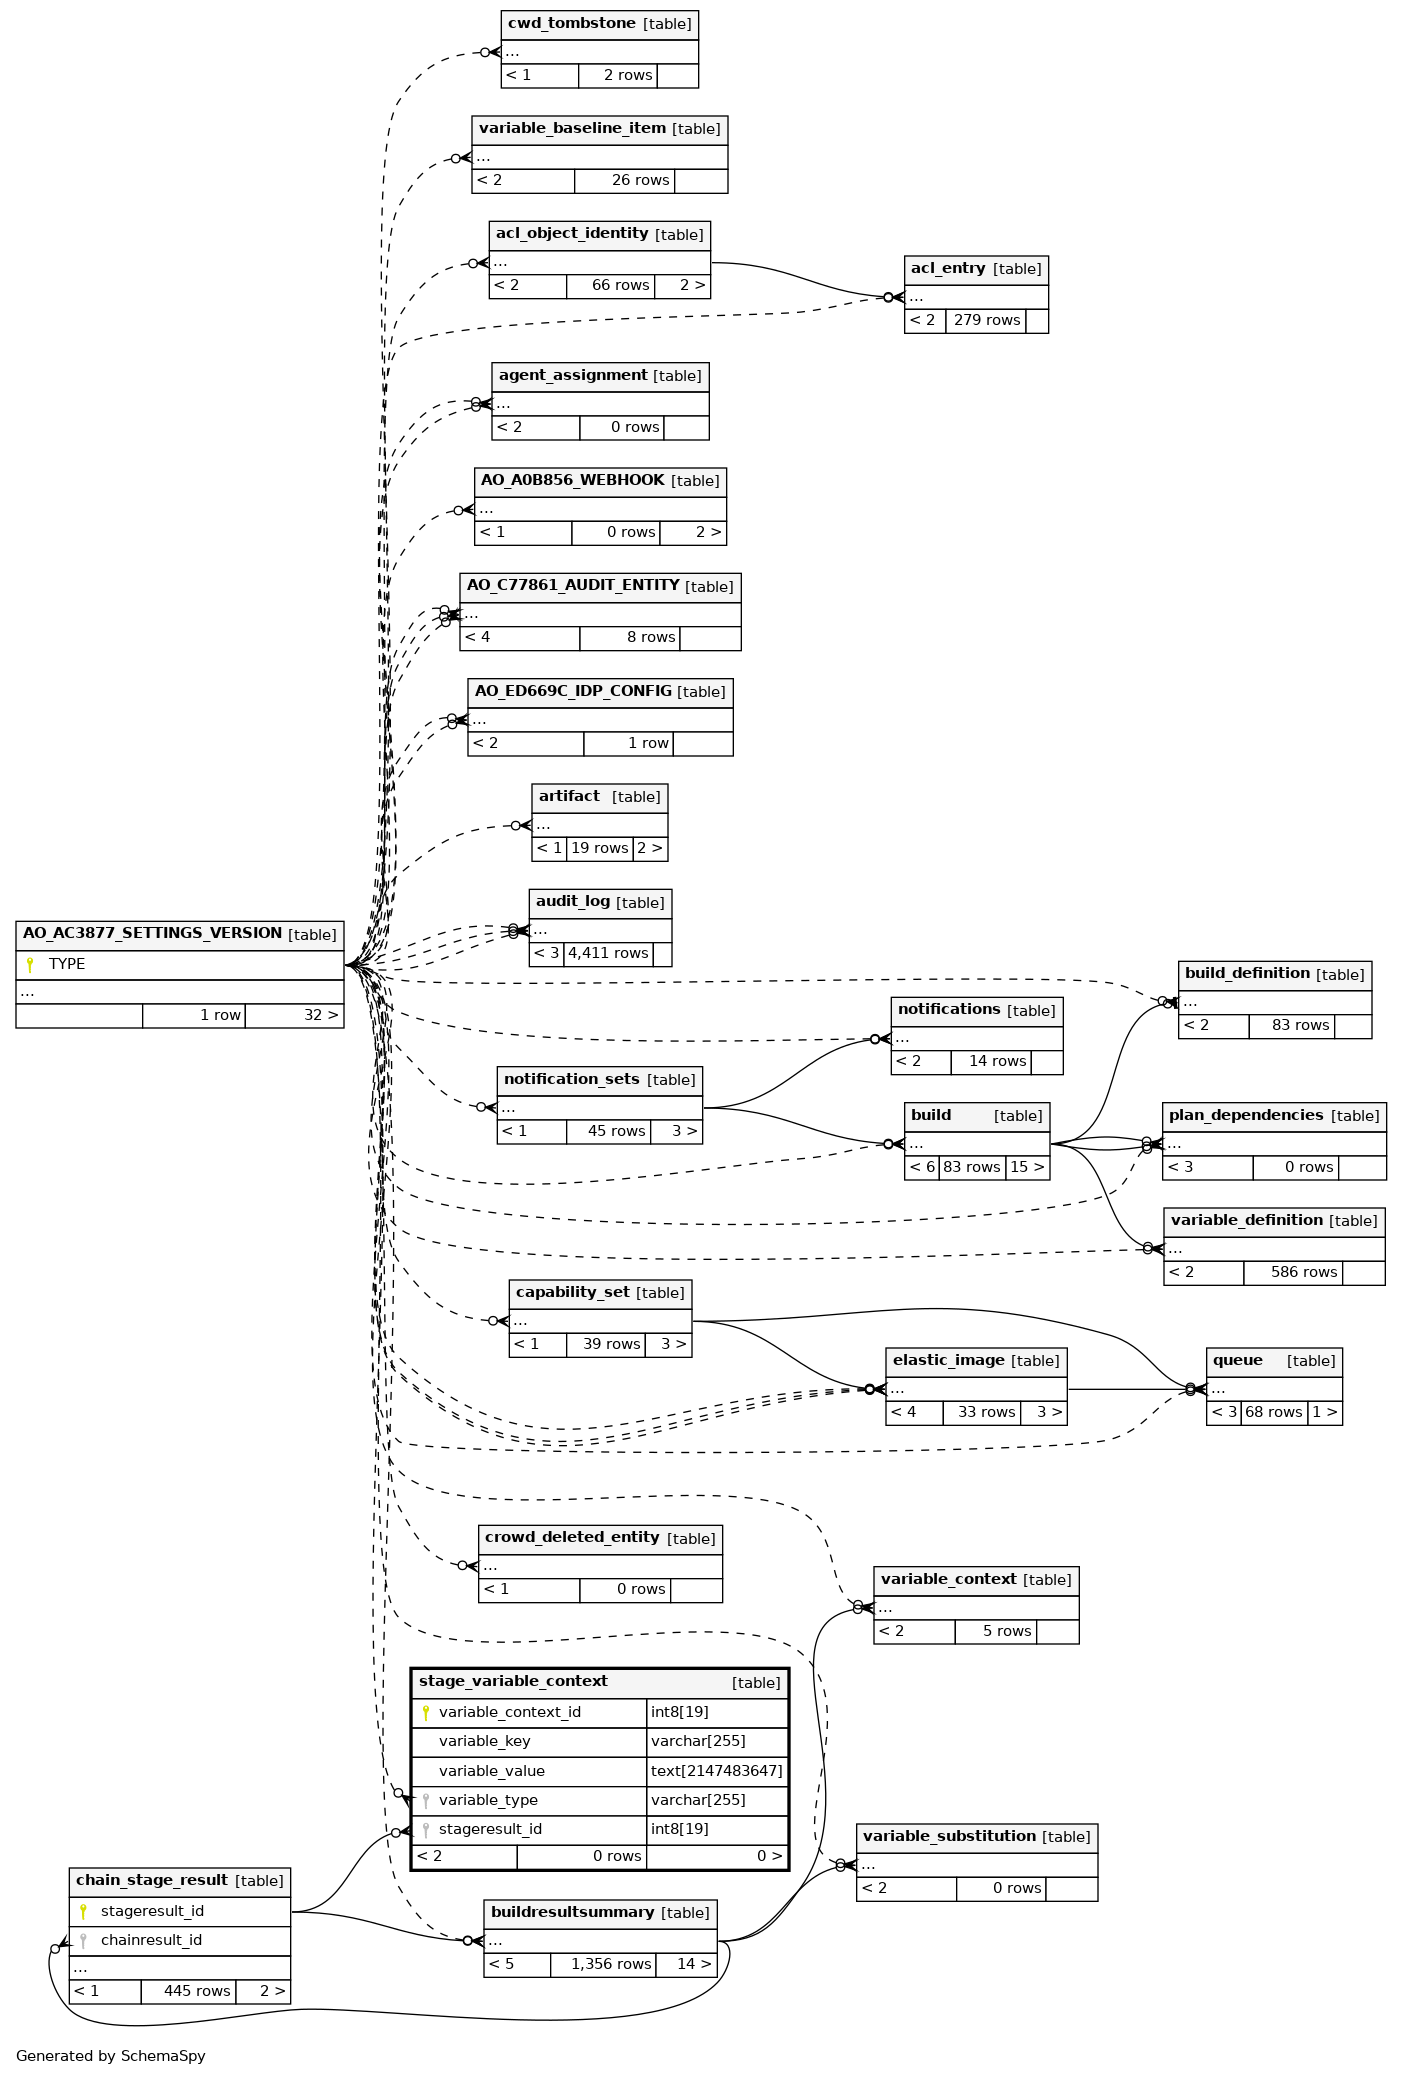 cwd_tombstone [table]
...
< 1 2 rows
variable_baseline_item [table]
...
< 2 26 rows
acl_object_identity [table]
...
< 2 66 rows 2 >
acl_entry [table]
...
< 2 279 rows
agent_assignment [table]
...
< 2 0 rows
AO_A0B856_WEBHOOK [table]
...
< 1 0 rows 2 >
AO_C77861_AUDIT_ENTITY [table]
...
< 4 8 rows
AO_ED669C_IDP_CONFIG [table]
...
< 2 1 row
artifact [table]
...
< 1 19 rows 2 >
audit_log [table]
...
< 3 4,411 rows
AO_AC3877_SETTINGS_VERSION [table]
TYPE
...
1 row 32 >
build_definition [table]
...
< 2 83 rows
notifications [table]
...
< 2 14 rows
notification_sets [table]
...
< 1 45 rows 3 >
build [table]
...
< 6 83 rows 15 >
plan_dependencies [table]
...
< 3 0 rows
variable_definition [table]
...
< 2 586 rows
capability_set [table]
...
< 1 39 rows 3 >
elastic_image [table]
...
< 4 33 rows 3 >
queue [table]
...
< 3 68 rows 1 >
crowd_deleted_entity [table]
...
< 1 0 rows
variable_context [table]
...
< 2 5 rows
stage_variable_context [table]
variable_context_id int8[19]
variable_key varchar[255]
variable_value text[2147483647]
variable_type varchar[255]
stageresult_id int8[19]
< 2 0 rows 0 >
variable_substitution [table]
...
< 2 0 rows
chain_stage_result [table]
stageresult_id
chainresult_id
...
< 1 445 rows 2 >
buildresultsummary [table]
...
< 5 1,356 rows 14 >
Generated by SchemaSpy